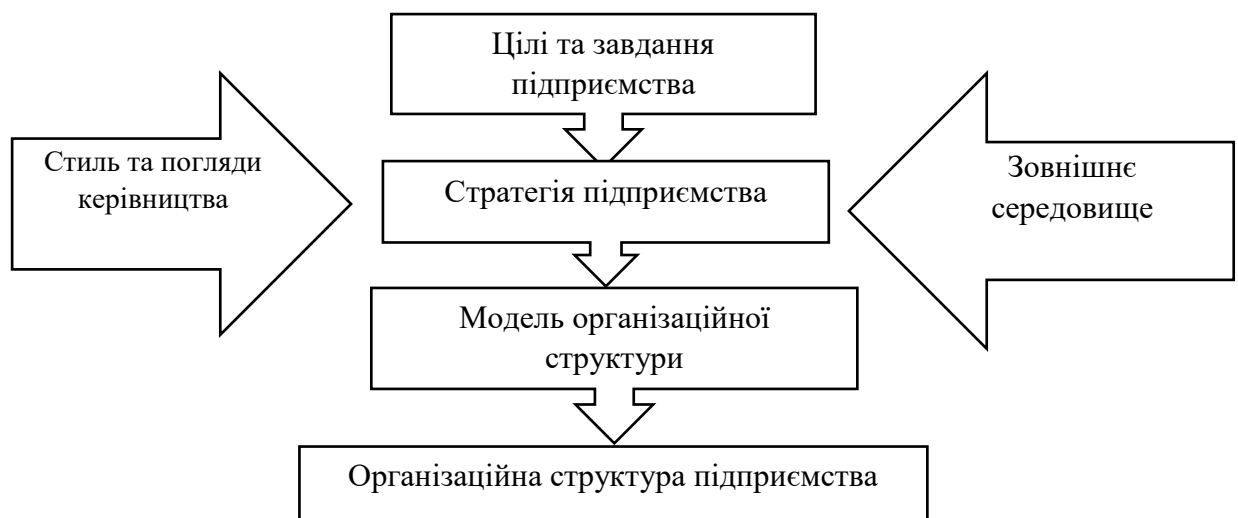 Цілі та завдання
підприємства
Стиль та погляди
керівництва
Стратегія підприємства
Зовнішнє
середовище
Модель організаційної
структури
Організаційна структура підприємства